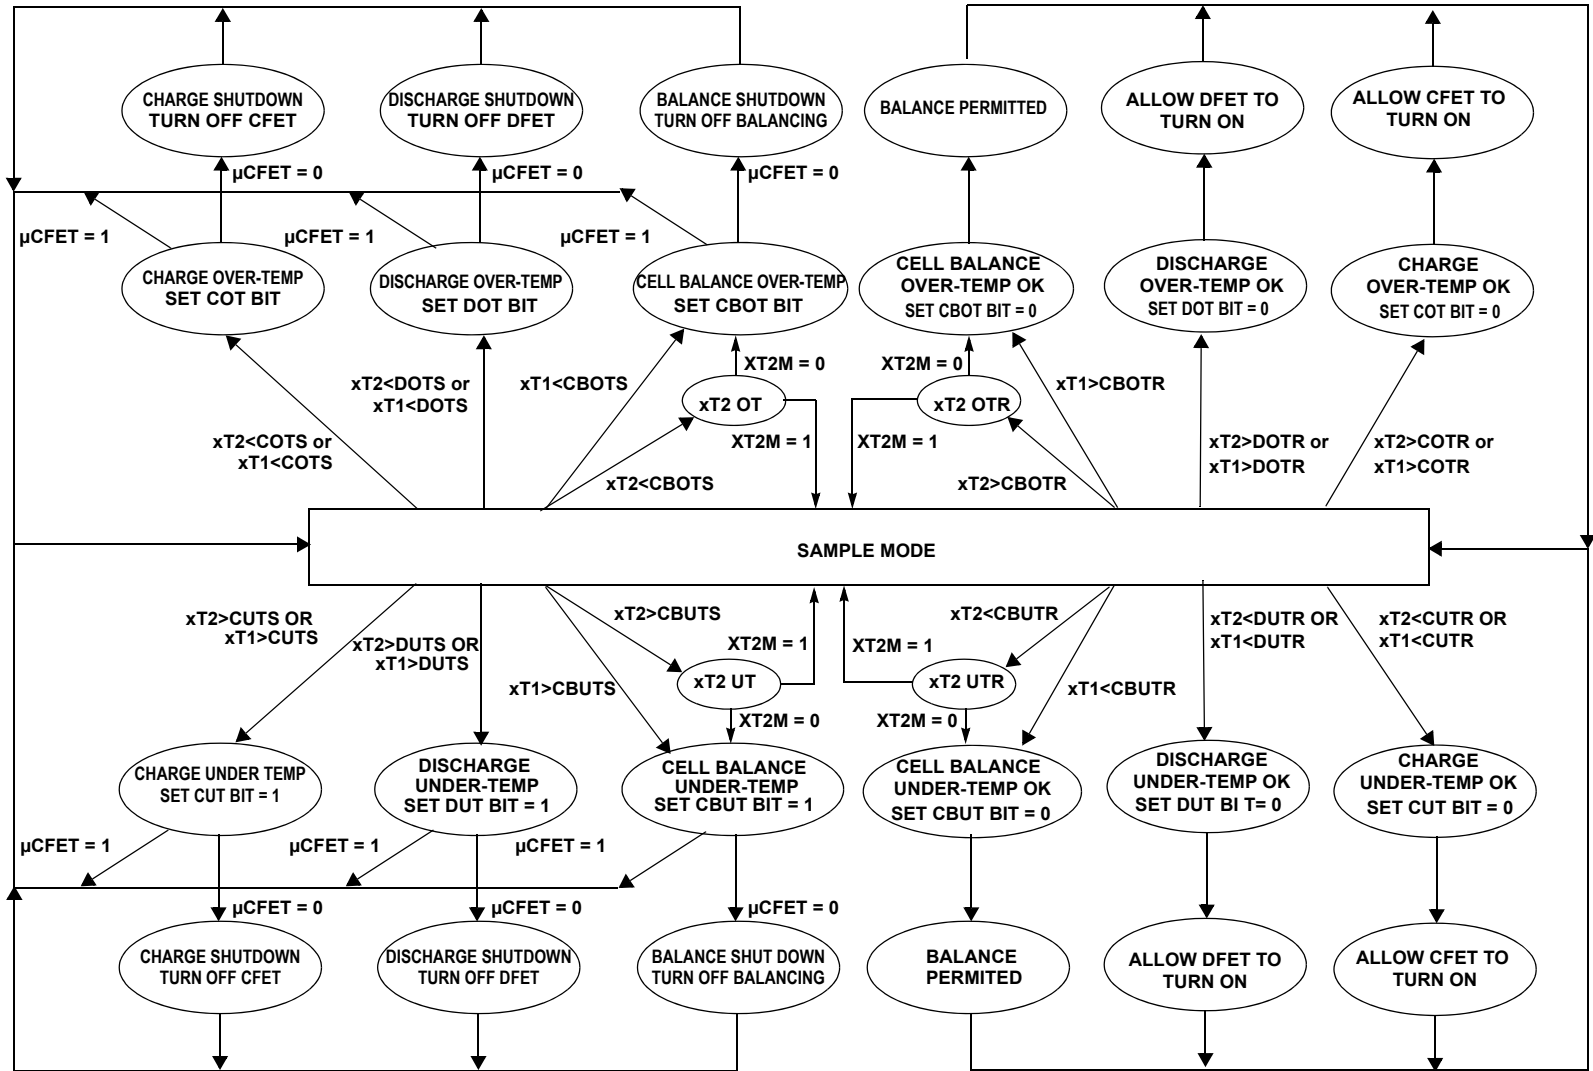 CHARGE SHUTDOWN
TURN OFF CFET
DISCHARGE SHUTDOWN
TURN OFF DFET
BALANCE SHUTDOWN
TURN OFF BALANCING
BALANCE PERMITTED
ALLOW DFET TO
TURN ON
ALLOW CFET TO
TURN ON
µCFET = 0
µCFET = 0
µCFET = 0
µCFET = 1
µCFET = 1
µCFET = 1
CHARGE OVER-TEMP
SET COT BIT
DISCHARGE OVER-TEMP
SET DOT BIT
CELL BALANCE OVER-TEMP
SET CBOT BIT
CELL BALANCE
OVER-TEMP OK
SET CBOT BIT = 0
DISCHARGE
OVER-TEMP OK
SET DOT BIT = 0
CHARGE
OVER-TEMP OK
SET COT BIT = 0
xT2<COTS or
xT1<COTS
xT2<DOTS or
xT1<DOTS
xT1<CBOTS
XT2M = 0
xT2 OT
XT2M = 1
xT2<CBOTS
XT2M = 0
xT2 OTR
XT2M = 1
xT1>CBOTR
xT2>CBOTR
xT2>DOTR or
xT1>DOTR
xT2>COTR or
xT1>COTR
SAMPLE MODE
xT2>CUTS OR
xT1>CUTS
xT2>DUTS OR
xT1>DUTS
xT2>CBUTS
XT2M = 1
xT1>CBUTS
xT2 UT
XT2M = 0
xT2<CBUTR
XT2M = 1
xT2 UTR
xT1<CBUTR
XT2M = 0
xT2<DUTR OR
xT1<DUTR
xT2<CUTR OR
xT1<CUTR
CHARGE UNDER TEMP
SET CUT BIT = 1
DISCHARGE
UNDER-TEMP
SET DUT BIT = 1
CELL BALANCE
UNDER-TEMP
SET CBUT BIT = 1
CELL BALANCE
UNDER-TEMP OK
SET CBUT BIT = 0
DISCHARGE
UNDER-TEMP OK
SET DUT BI T= 0
CHARGE
UNDER-TEMP OK
SET CUT BIT = 0
µCFET = 1
µCFET = 1
µCFET = 1
µCFET = 0
µCFET = 0
µCFET = 0
CHARGE SHUTDOWN
TURN OFF CFET
DISCHARGE SHUTDOWN
TURN OFF DFET
BALANCE SHUT DOWN
TURN OFF BALANCING
BALANCE
PERMITED
ALLOW DFET TO
TURN ON
ALLOW CFET TO
TURN ON